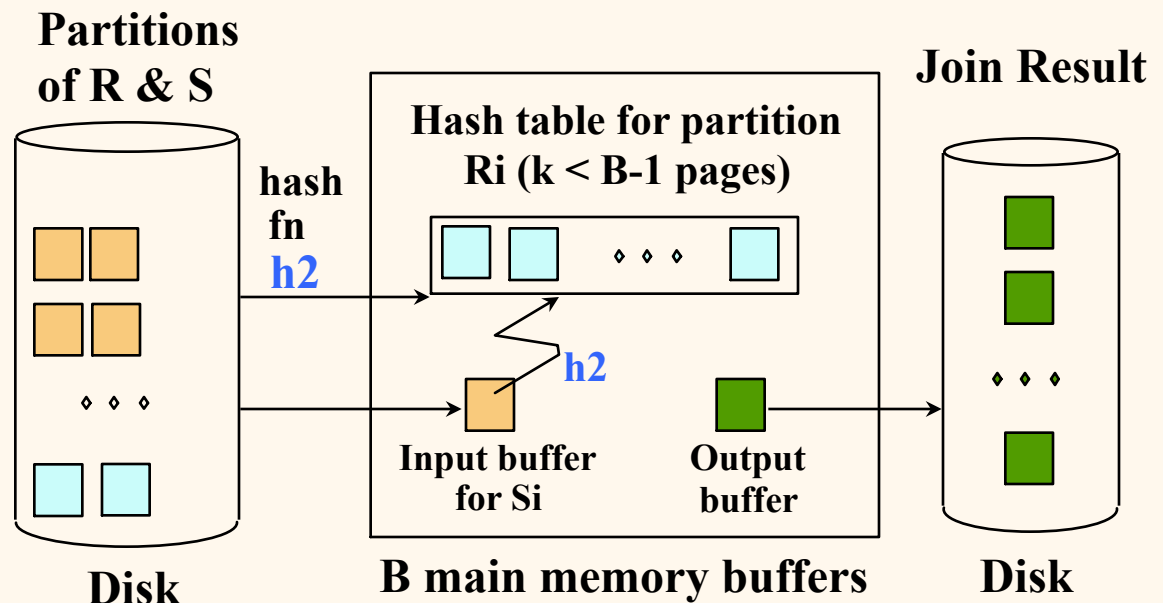 Partitions
of R & S
Join Result
Hash table for partition
Ri (k < B-1 pages)
hash
fn
h2
h2
Input buffer
for Si
Output
buffer
Disk
B main memory buffers
Disk